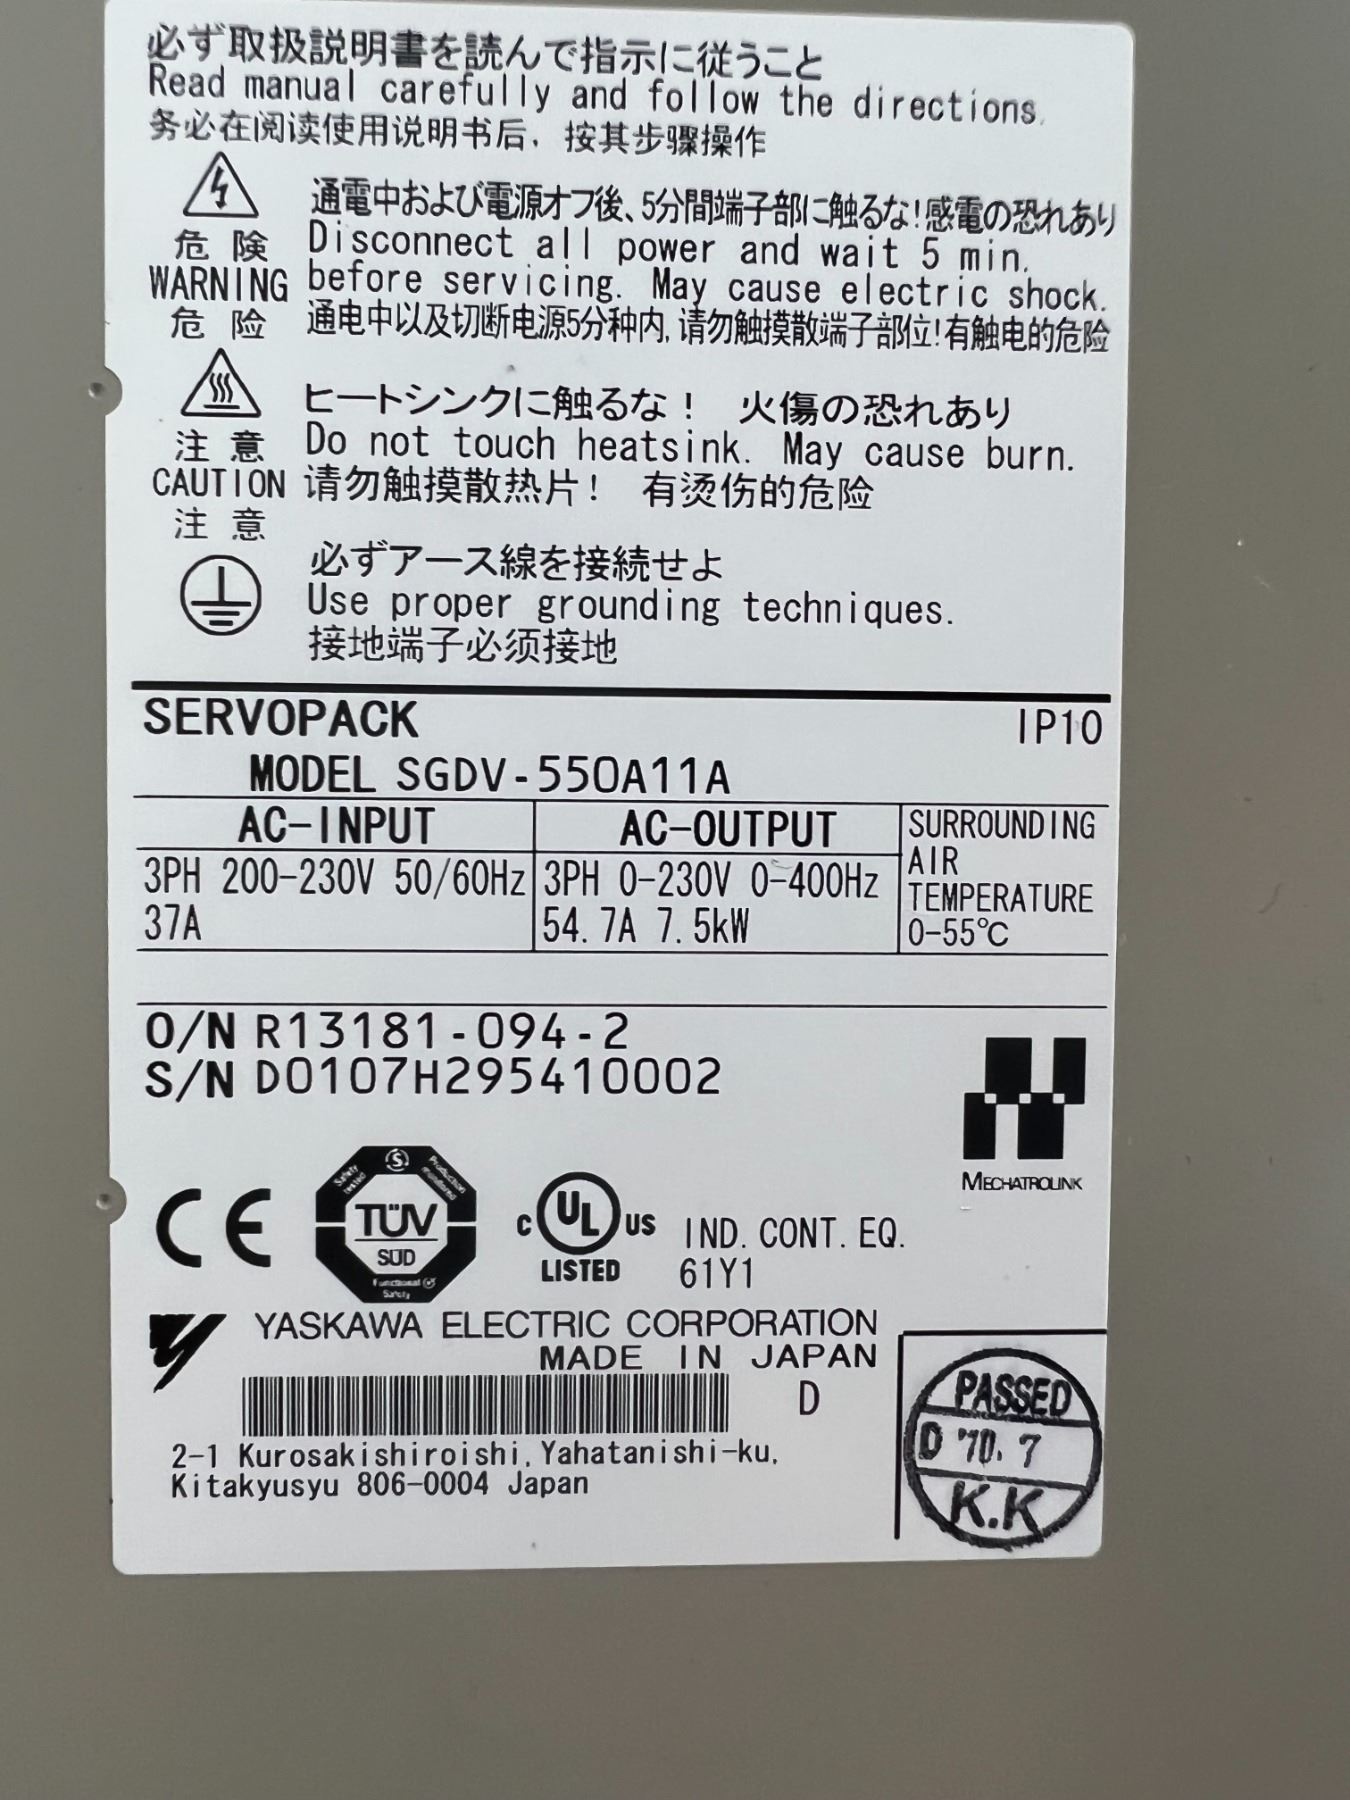 必ず取扱説明書を読んで指示に従うこと
Read manual carefully and follow the directions.
务必在阅读使用说明书后，按其步骤操作
危 険
WARNING
危 险
通電中および電源オフ後、5分間端子部に触るな!感電の恐れあり
Disconnect all power and wait 5 min.
before servicing. May cause electric shock.
通电中以及切断电源5分种内,请勿触摸散端子部位!有触电的危险
注 意
CAUTION
注 意
ヒートシンクに触るな! 火傷の恐れあり
Do not touch heatsink. May cause burn.
请勿触摸散热片! 有烫伤的危险
必ずアース線を接続せよ
Use proper grounding techniques.
接地端子必须接地
SERVOPACK IP10
MODEL SGDV-550A11A
AC-INPUT
3PH 200-230V 50/60Hz
37A
AC-OUTPUT
3PH 0-230V 0-400Hz
54.7A 7.5kW
SURROUNDING
AIR
TEMPERATURE
0-55℃
O/N R13181-094-2
S/N D0107H295410002
MECHATROLINK
CE
Safety tested
S
Production monitored
TÜV
SÜD
Functional
Safety
c UL us
LISTED
IND. CONT. EQ.
61Y1
YASKAWA ELECTRIC CORPORATION
MADE IN JAPAN
D
2-1 Kurosakishiroishi, Yahatanishi-ku,
Kitakyusyu 806-0004 Japan
PASSED
D '10. 7
K.K